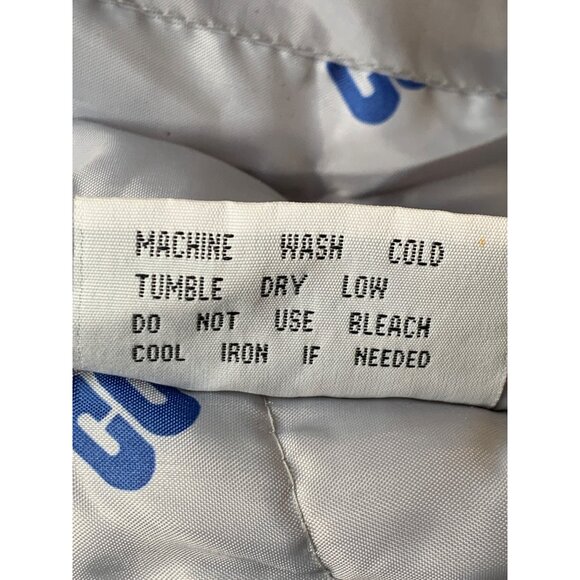 MACHINE WASH COLD
TUMBLE DRY LOW
DO NOT USE BLEACH
COOL IRON IF NEEDED